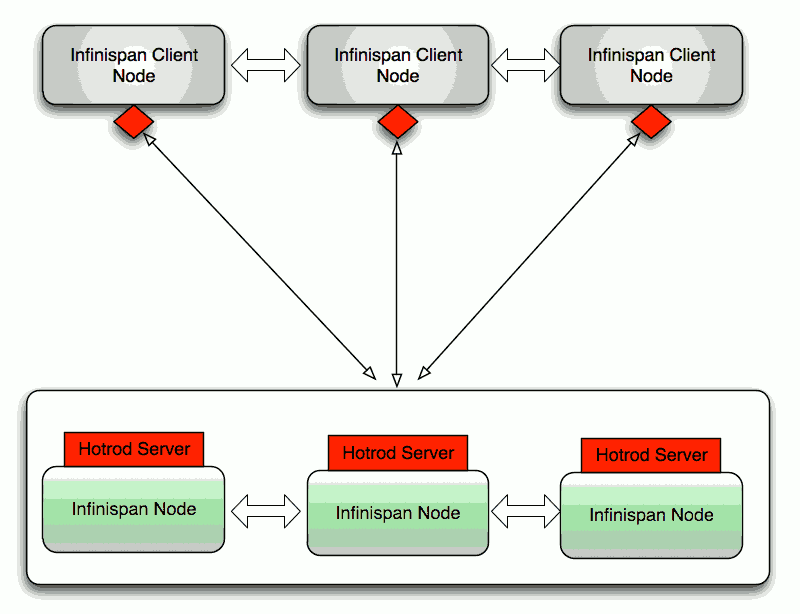 Infinispan Client
Node
Infinispan Client
Node
Infinispan Client
Node
Hotrod Server
Infinispan Node
Hotrod Server
Infinispan Node
Hotrod Server
Infinispan Node